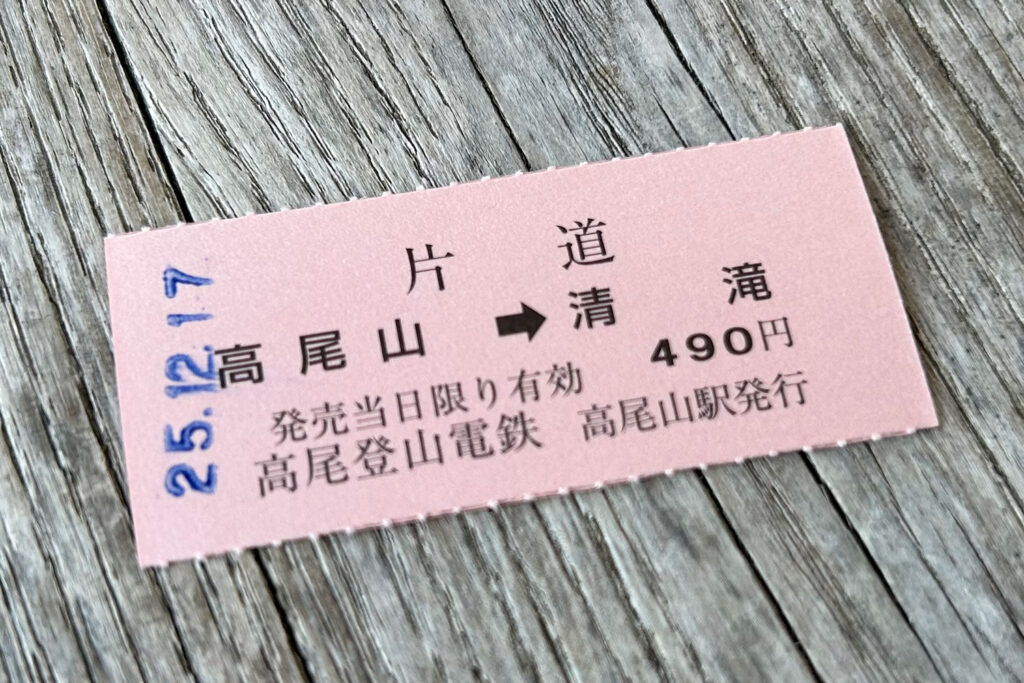 25.12.17
片道
高尾山 ➡ 清滝
490円
発売当日限り有効
高尾登山電鉄 高尾山駅発行